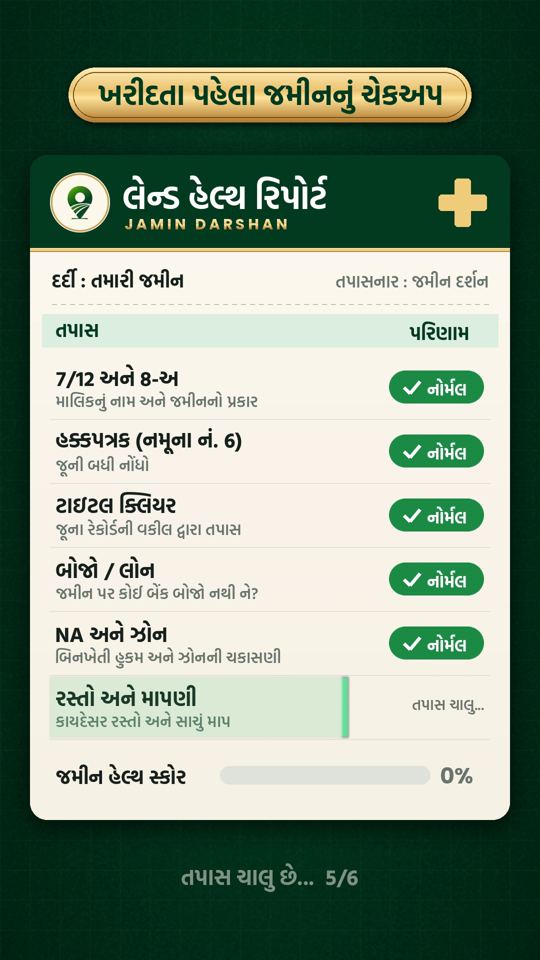 ખરીદતા પહેલા જમીનનું ચેકઅપ
લેન્ડ હેલ્થ રિપોર્ટ
JAMIN DARSHAN
દર્દી : તમારી જમીન
તપાસનાર : જમીન દર્શન
તપાસ
પરિણામ
7/12 અને 8-અ
માલિકનું નામ અને જમીનનો પ્રકાર
નોર્મલ
હક્કપત્રક (નમૂના નં. 6)
જૂની બધી નોંધો
નોર્મલ
ટાઇટલ ક્લિયર
જૂના રેકોર્ડની વકીલ દ્વારા તપાસ
નોર્મલ
બોજો / લોન
જમીન પર કોઈ બેંક બોજો નથી ને?
નોર્મલ
NA અને ઝોન
બિનખેતી હુકમ અને ઝોનની ચકાસણી
નોર્મલ
રસ્તો અને માપણી
કાયદેસર રસ્તો અને સાચું માપ
તપાસ ચાલુ...
જમીન હેલ્થ સ્કોર
0%
તપાસ ચાલુ છે... 5/6